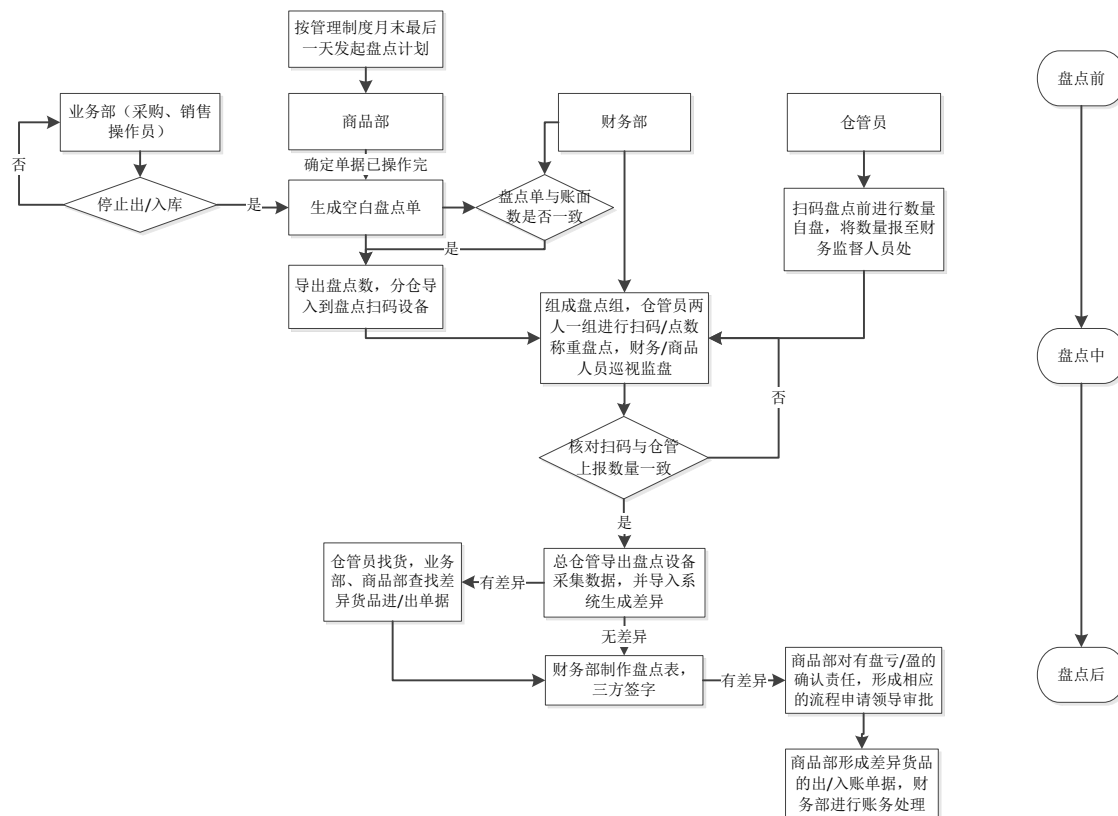 按管理制度月末最后
一天发起盘点计划
盘点前
业务部（采购、销售
操作员）
商品部
财务部
仓管员
否
确定单据已操作完
停止出/入库
是
生成空白盘点单
盘点单与账面
数是否一致
扫码盘点前进行数量
自盘，将数量报至财
务监督人员处
是
导出盘点数，分仓导
入到盘点扫码设备
组成盘点组，仓管员两
人一组进行扫码/点数
称重盘点，财务/商品
人员巡视监盘
盘点中
否
核对扫码与仓管
上报数量一致
是
仓管员找货，业务
部、商品部查找差
异货品进/出单据
有差异
总仓管导出盘点设备
采集数据，并导入系
统生成差异
无差异
财务部制作盘点表，
三方签字
有差异
商品部对有盘亏/盈的
确认责任，形成相应
的流程申请领导审批
盘点后
商品部形成差异货品
的出/入账单据，财
务部进行账务处理